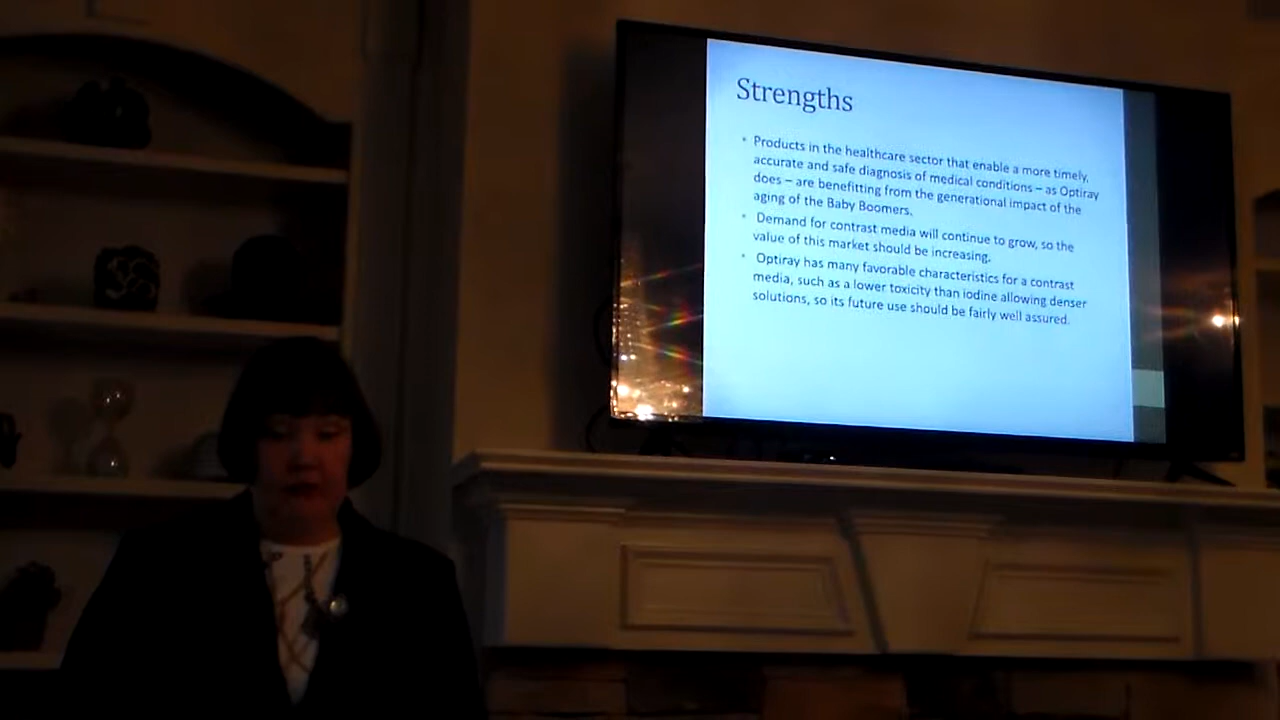 Strengths
• Products in the healthcare sector that enable a more timely,
accurate and safe diagnosis of medical conditions – as Optiray
does – are benefitting from the generational impact of the
aging of the Baby Boomers.
• Demand for contrast media will continue to grow, so the
value of this market should be increasing.
• Optiray has many favorable characteristics for a contrast
media, such as a lower toxicity than iodine allowing denser
solutions, so its future use should be fairly well assured.